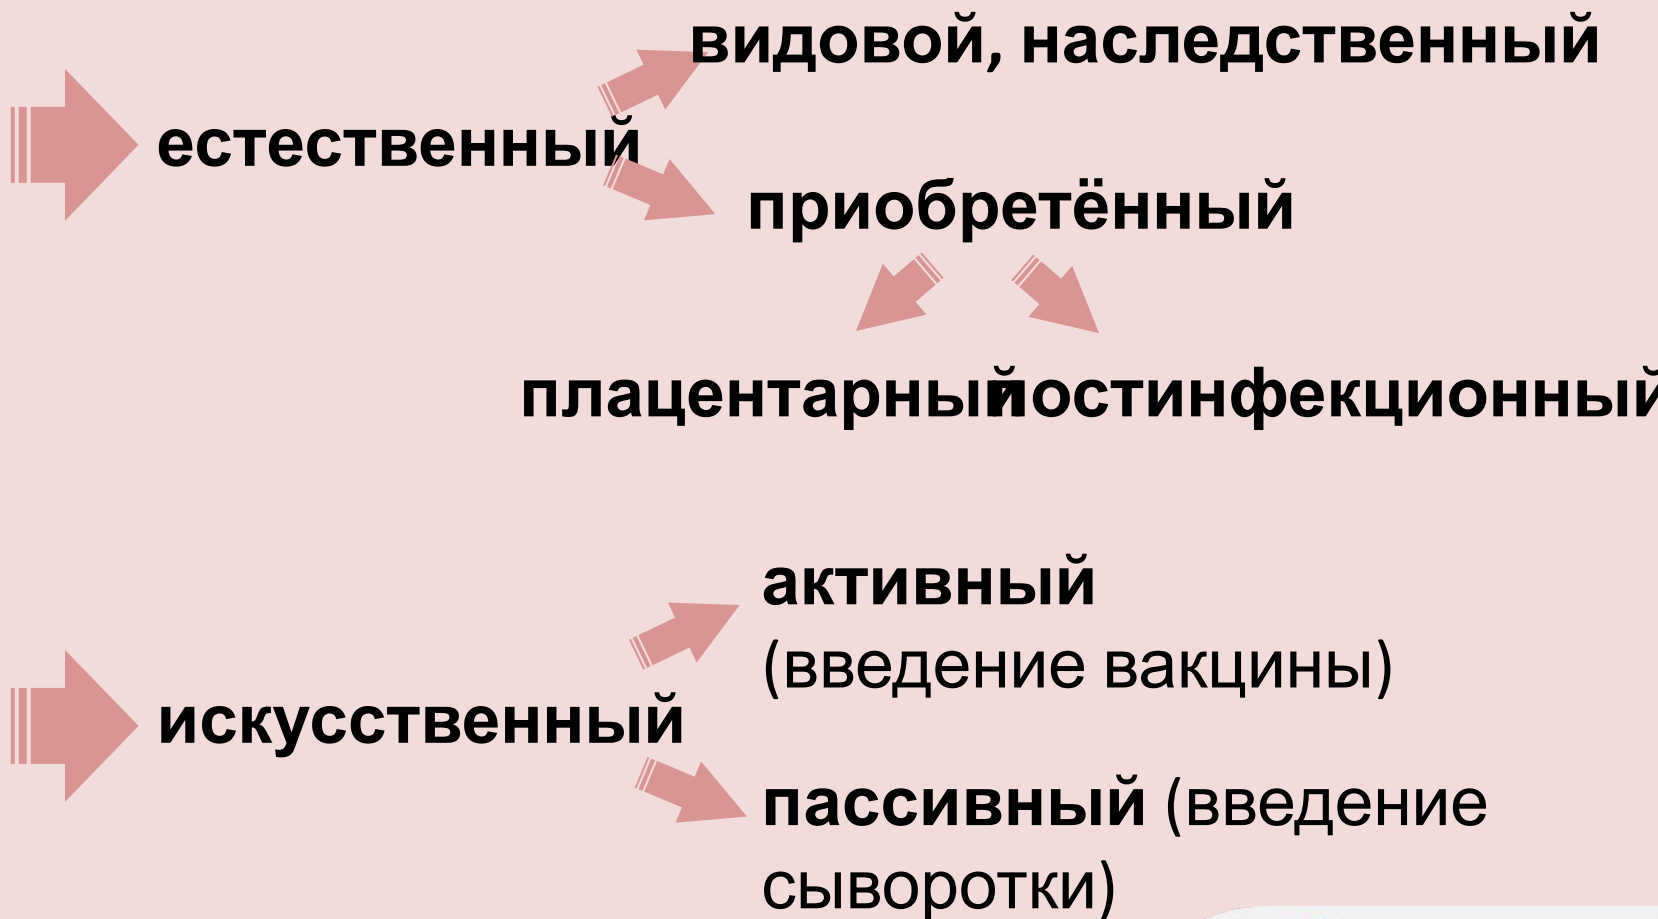 видовой, наследственный
естественный
приобретённый
плацентарный
постинфекционный
активный
(введение вакцины)
искусственный
пассивный (введение
сыворотки)